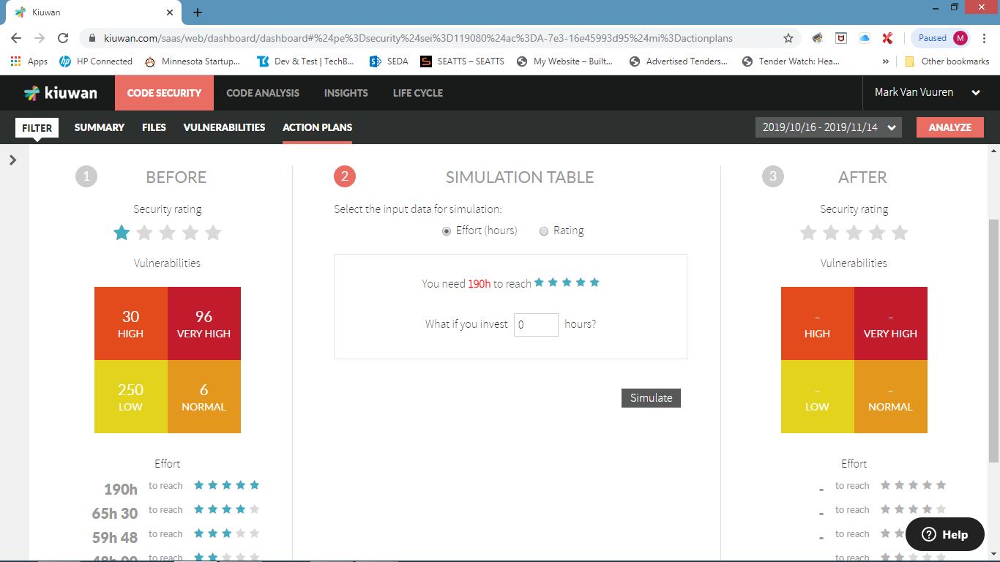 Kiuwan
kiuwan.com/saas/web/dashboard/dashboard#%24pe%3Dsecurity%24sei%3D119080%24ac%3DA-7e3-16e45993d95%24mi%3Dactionplans
Paused M
Apps HP Connected Minnesota Startup... Dev & Test | TechB... SEDA SEATTS – SEATTS My Website – Built... Advertised Tenders... Tender Watch: Hea... » Other bookmarks
kiuwan CODE SECURITY CODE ANALYSIS INSIGHTS LIFE CYCLE Mark Van Vuuren
FILTER SUMMARY FILES VULNERABILITIES ACTION PLANS 2019/10/16 - 2019/11/14 ANALYZE
1 BEFORE
Security rating
Vulnerabilities
30 96
HIGH VERY HIGH
250 6
LOW NORMAL
Effort
190h to reach
65h 30 to reach
59h 48 to reach
48h 00 to reach
2 SIMULATION TABLE
Select the input data for simulation:
Effort (hours) Rating
You need 190h to reach
What if you invest 0 hours?
Simulate
3 AFTER
Security rating
Vulnerabilities
- -
HIGH VERY HIGH
- -
LOW NORMAL
Effort
- to reach
- to reach
- to reach
to reach
Help